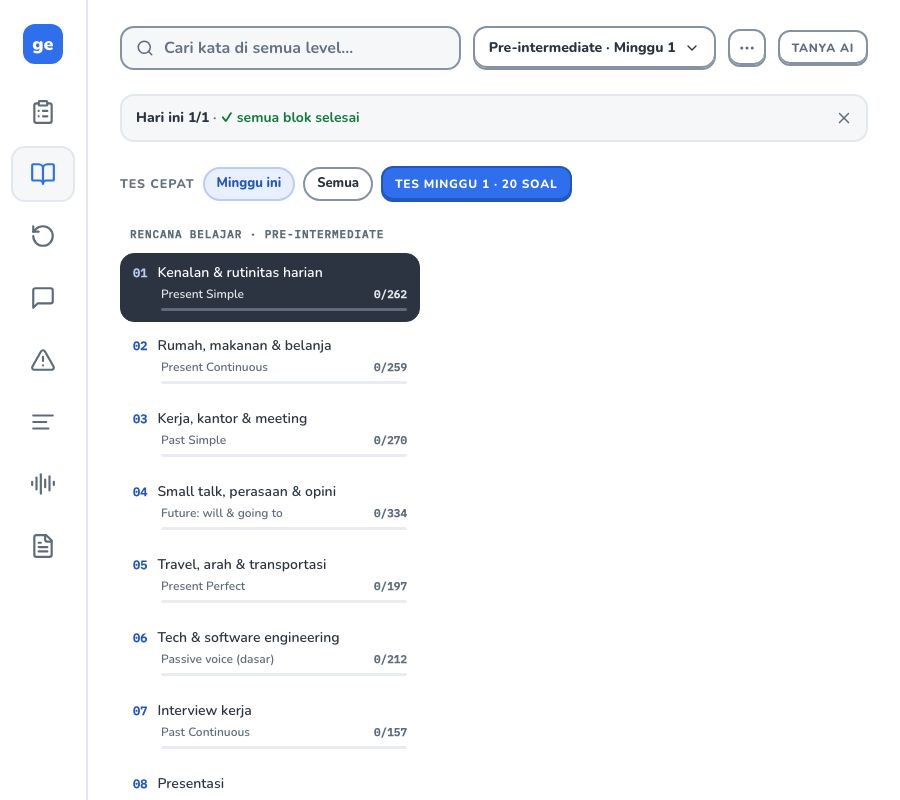 ge
Cari kata di semua level...
Pre-intermediate · Minggu 1
TANYA AI
Hari ini 1/1 · ✓ semua blok selesai
TES CEPAT
Minggu ini
Semua
TES MINGGU 1 · 20 SOAL
RENCANA BELAJAR · PRE-INTERMEDIATE
01 Kenalan & rutinitas harian
Present Simple 0/262
02 Rumah, makanan & belanja
Present Continuous 0/259
03 Kerja, kantor & meeting
Past Simple 0/270
04 Small talk, perasaan & opini
Future: will & going to 0/334
05 Travel, arah & transportasi
Present Perfect 0/197
06 Tech & software engineering
Passive voice (dasar) 0/212
07 Interview kerja
Past Continuous 0/157
08 Presentasi